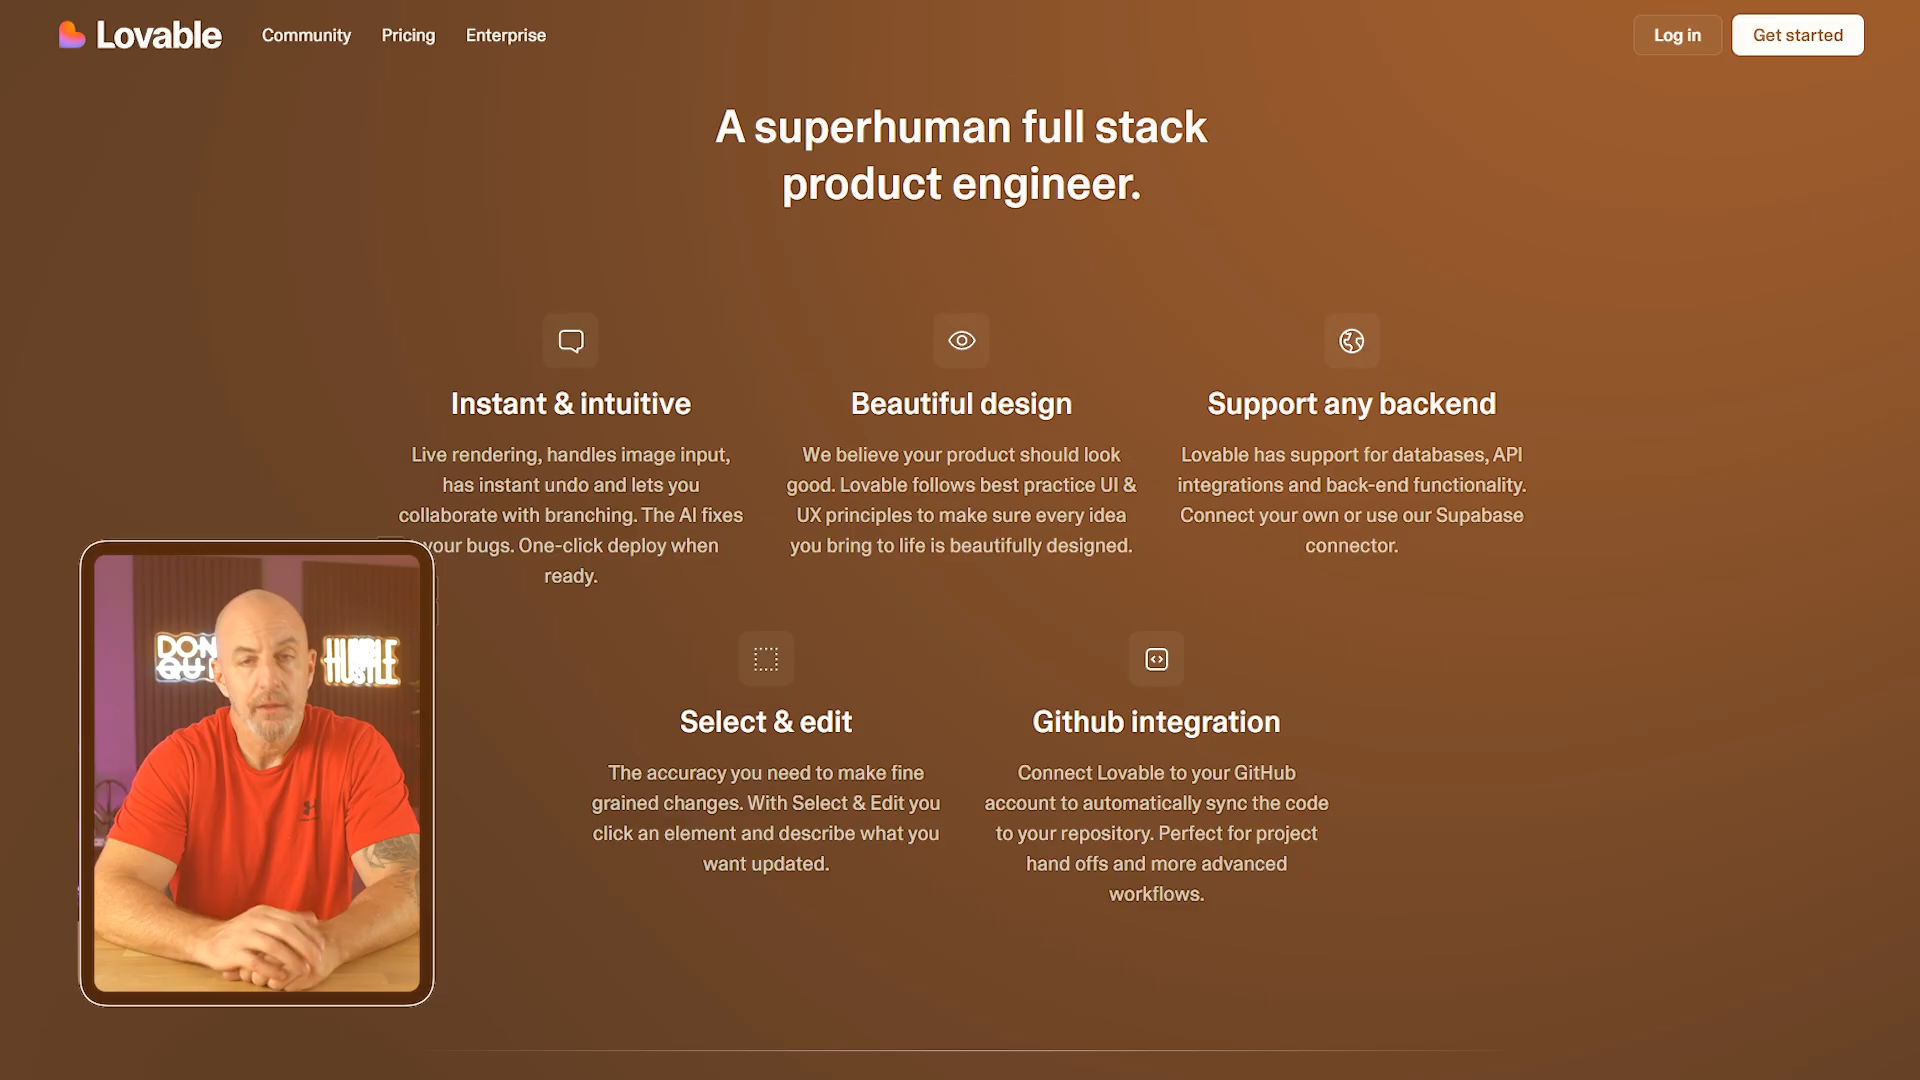 Lovable
Community
Pricing
Enterprise
Log in
Get started
A superhuman full stack
product engineer.
Instant & intuitive
Live rendering, handles image input,
has instant undo and lets you
collaborate with branching. The AI fixes
your bugs. One-click deploy when
ready.
Beautiful design
We believe your product should look
good. Lovable follows best practice UI &
UX principles to make sure every idea
you bring to life is beautifully designed.
Support any backend
Lovable has support for databases, API
integrations and back-end functionality.
Connect your own or use our Supabase
connector.
Select & edit
The accuracy you need to make fine
grained changes. With Select & Edit you
click an element and describe what you
want updated.
Github integration
Connect Lovable to your GitHub
account to automatically sync the code
to your repository. Perfect for project
hand offs and more advanced
workflows.
DON
QU
HUSTLE